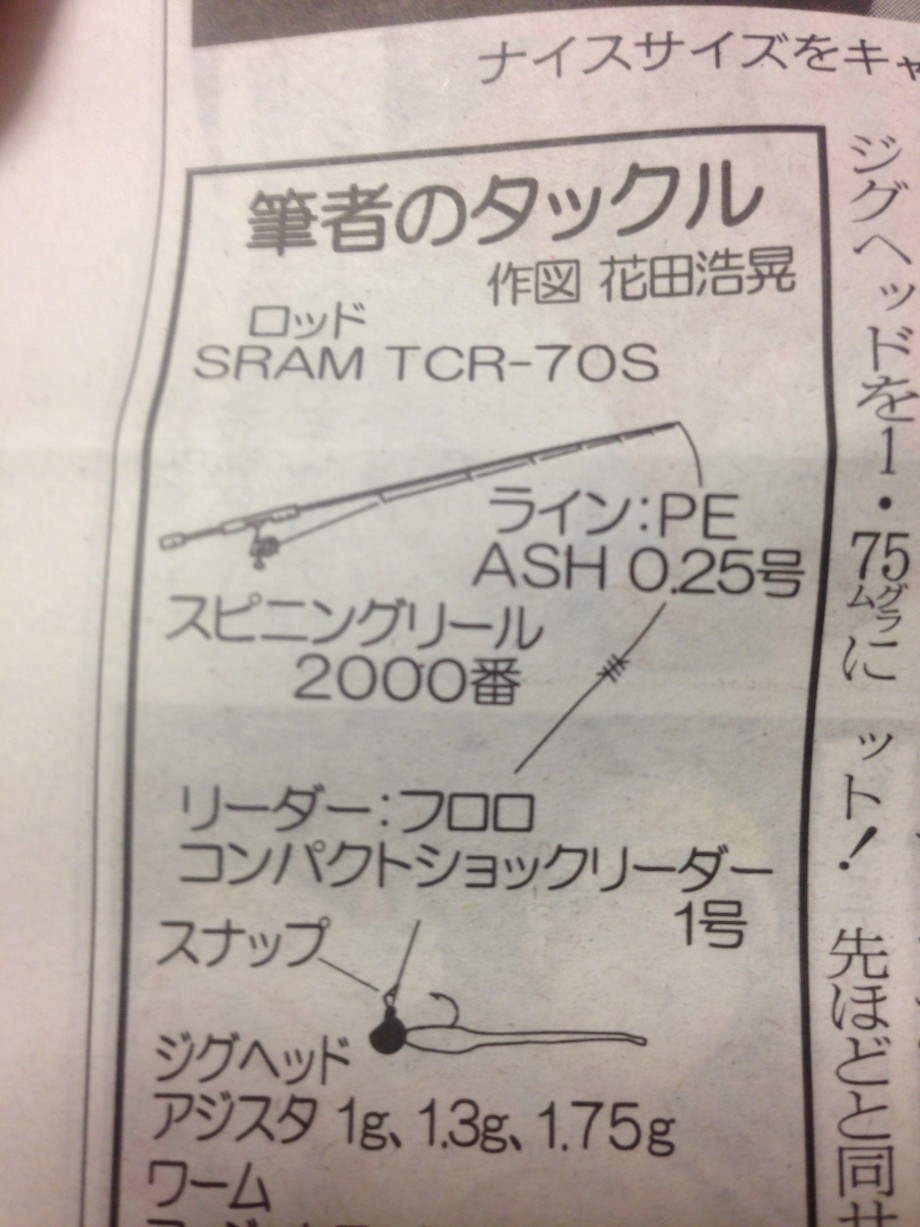 ナイスサイズをキャ
筆者のタックル
作図 花田浩晃
ロッド
SRAM TCR-70S
ライン:PE
ASH 0.25号
スピニングリール
2000番
リーダー:フロロ
コンパクトショックリーダー
1号
スナップ
ジグヘッド
アジスタ 1g、1.3g、1.75g
ワーム
ジグヘッドを1・75グラムに
ット! 先ほどと同せ